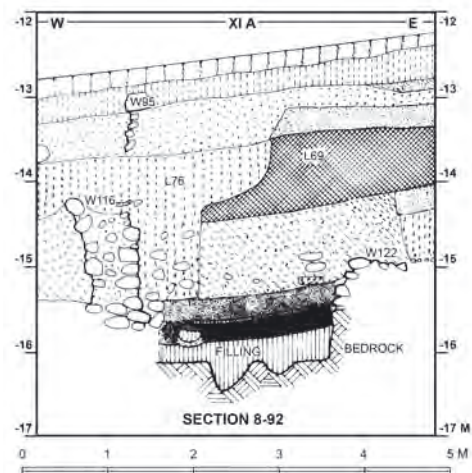 W XI A E
-12 -12
-13 -13
-14 -14
-15 -15
-16 -16
-17 -17 M
W95
L69
L76
W116
W122
FILLING
BEDROCK
SECTION 8-92
0 1 2 3 4 5 M